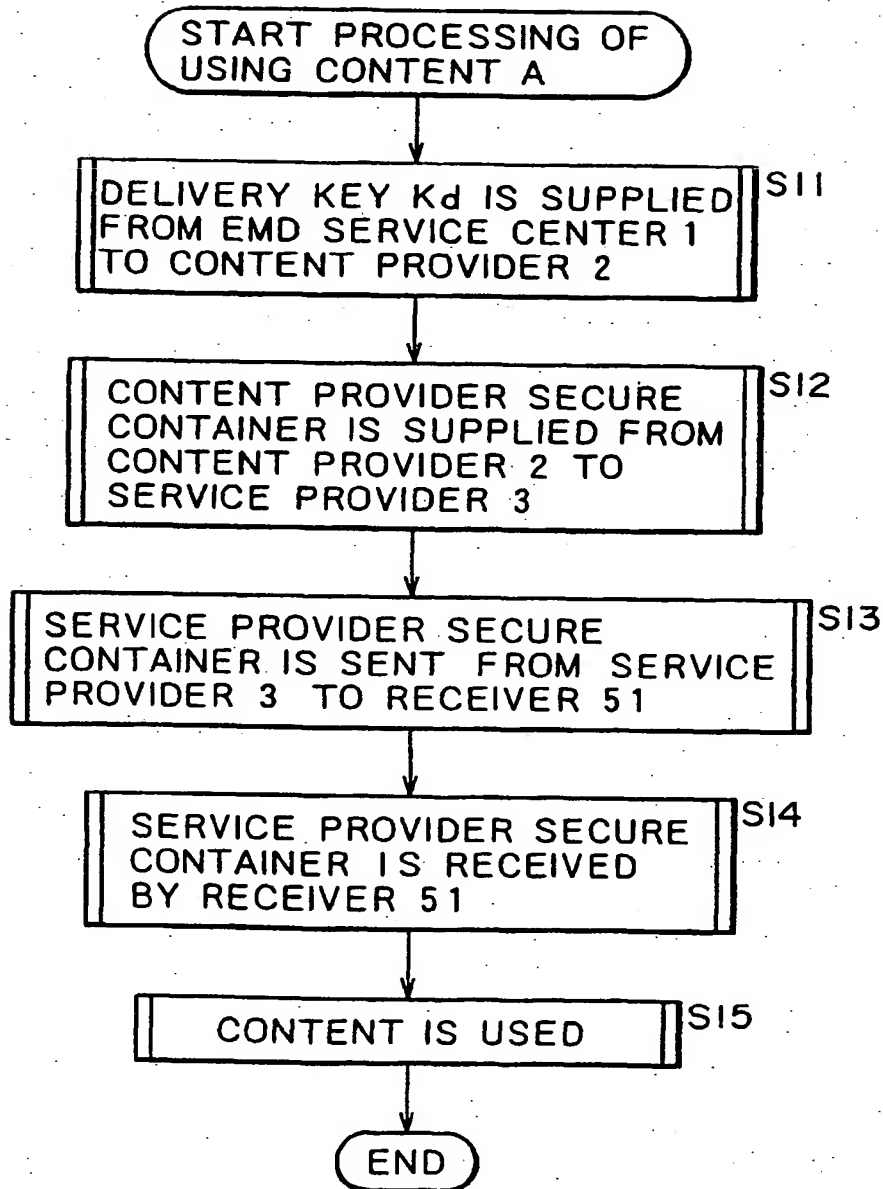 START PROCESSING OF
USING CONTENT A
DELIVERY KEY Kd IS SUPPLIED
FROM EMD SERVICE CENTER 1
TO CONTENT PROVIDER 2
S11
CONTENT PROVIDER SECURE
CONTAINER IS SUPPLIED FROM
CONTENT PROVIDER 2 TO
SERVICE PROVIDER 3
S12
SERVICE PROVIDER SECURE
CONTAINER IS SENT FROM SERVICE
PROVIDER 3 TO RECEIVER 51
S13
SERVICE PROVIDER SECURE
CONTAINER IS RECEIVED
BY RECEIVER 51
S14
CONTENT IS USED
S15
END